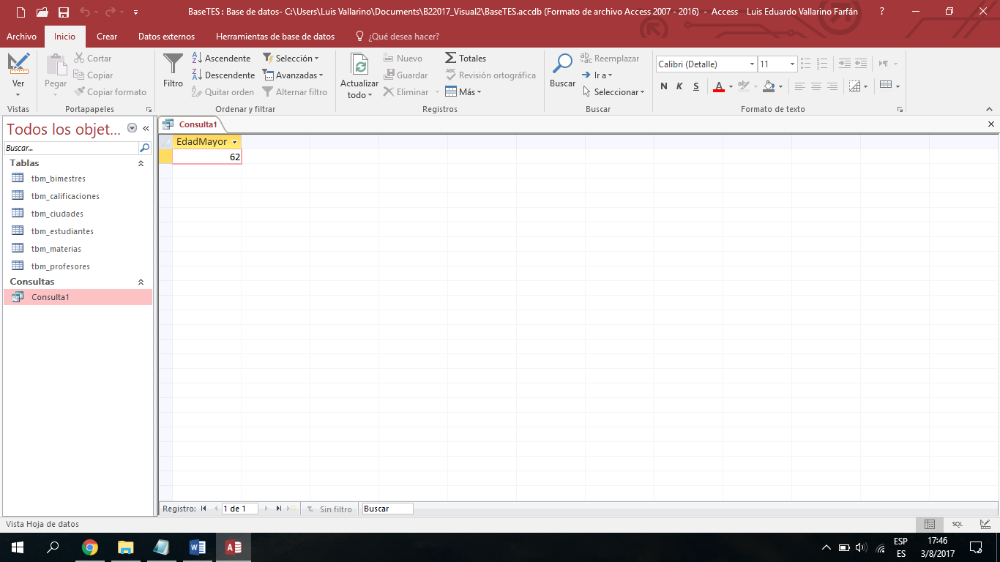 BaseTES : Base de datos- C:\Users\Luis Vallarino\Documents\B22017_Visual2\BaseTES.accdb (Formato de archivo Access 2007 - 2016) - Access Luis Eduardo Vallarino Farfán ?
Archivo Inicio Crear Datos externos Herramientas de base de datos ¿Qué desea hacer?
Ver
Vistas
Pegar
Cortar
Copiar
Copiar formato
Portapapeles
Filtro
Ascendente
Descendente
Quitar orden
Selección
Avanzadas
Alternar filtro
Ordenar y filtrar
Actualizar
todo
Nuevo
Guardar
Eliminar
Totales
Revisión ortográfica
Más
Registros
Buscar
Reemplazar
Ir a
Seleccionar
Buscar
Calibri (Detalle) 11
N K S A
Formato de texto
Todos los objet... «
Buscar...
Tablas
tbm_bimestres
tbm_calificaciones
tbm_ciudades
tbm_estudiantes
tbm_materias
tbm_profesores
Consultas
Consulta1
Consulta1
EdadMayor
62
Registro: 1 de 1 Sin filtro Buscar
Vista Hoja de datos SQL
ESP 17:46
ES 3/8/2017